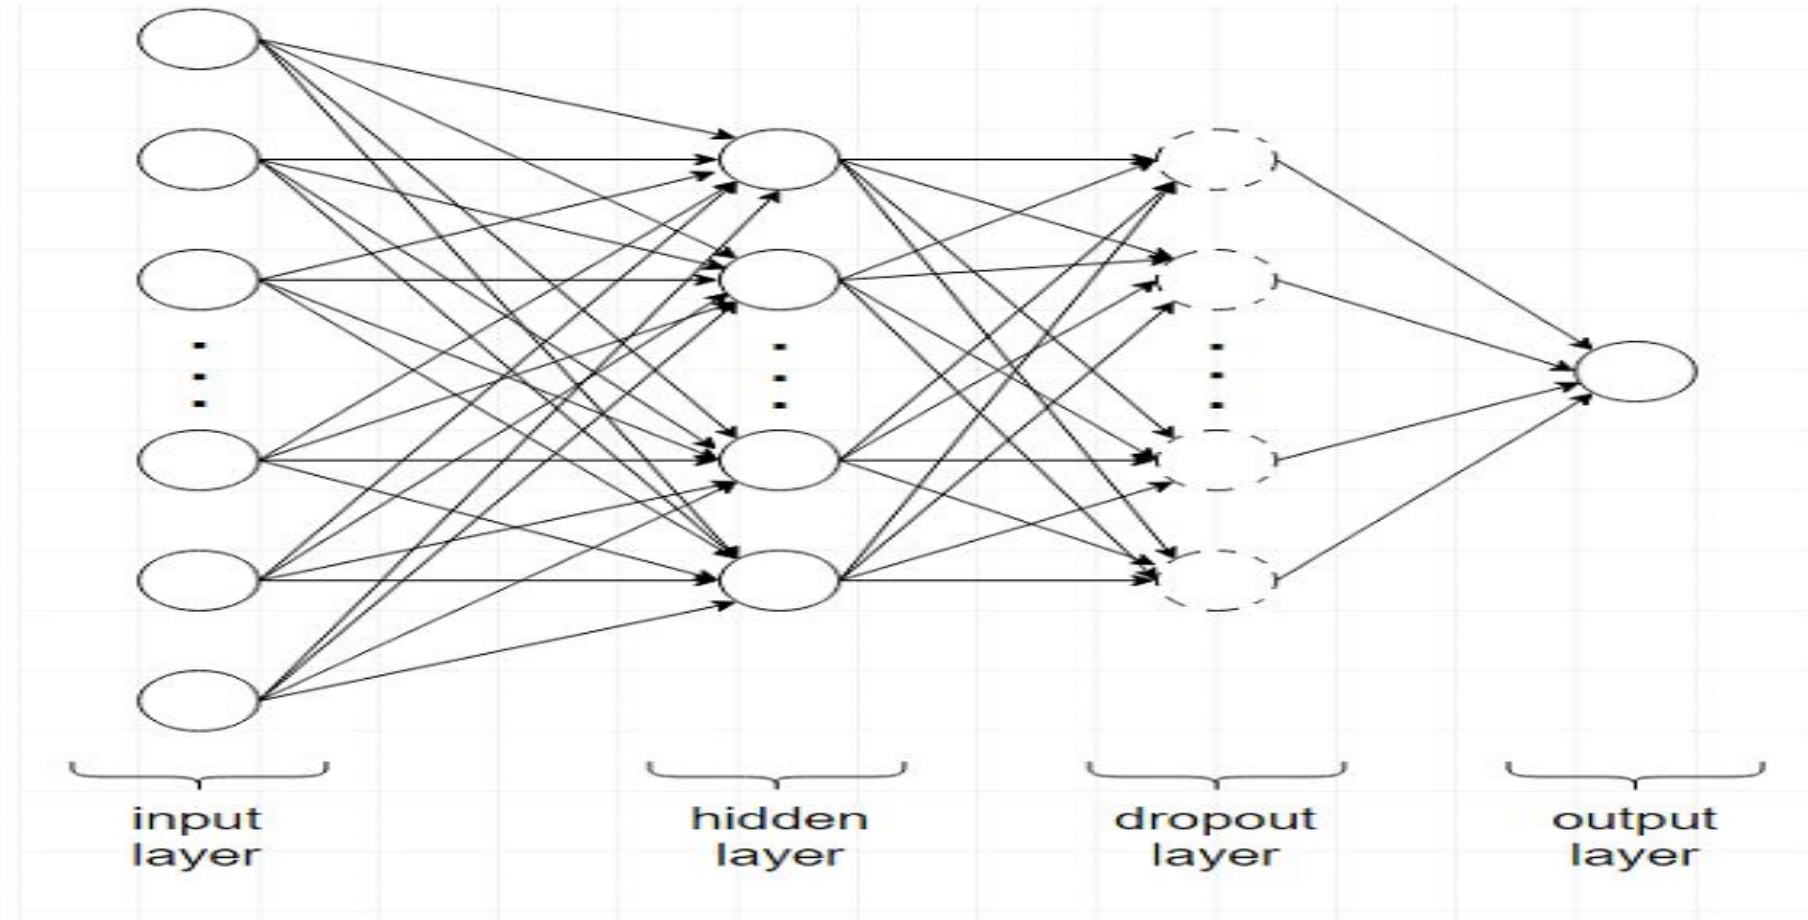 input
layer
hidden
layer
dropout
layer
output
layer